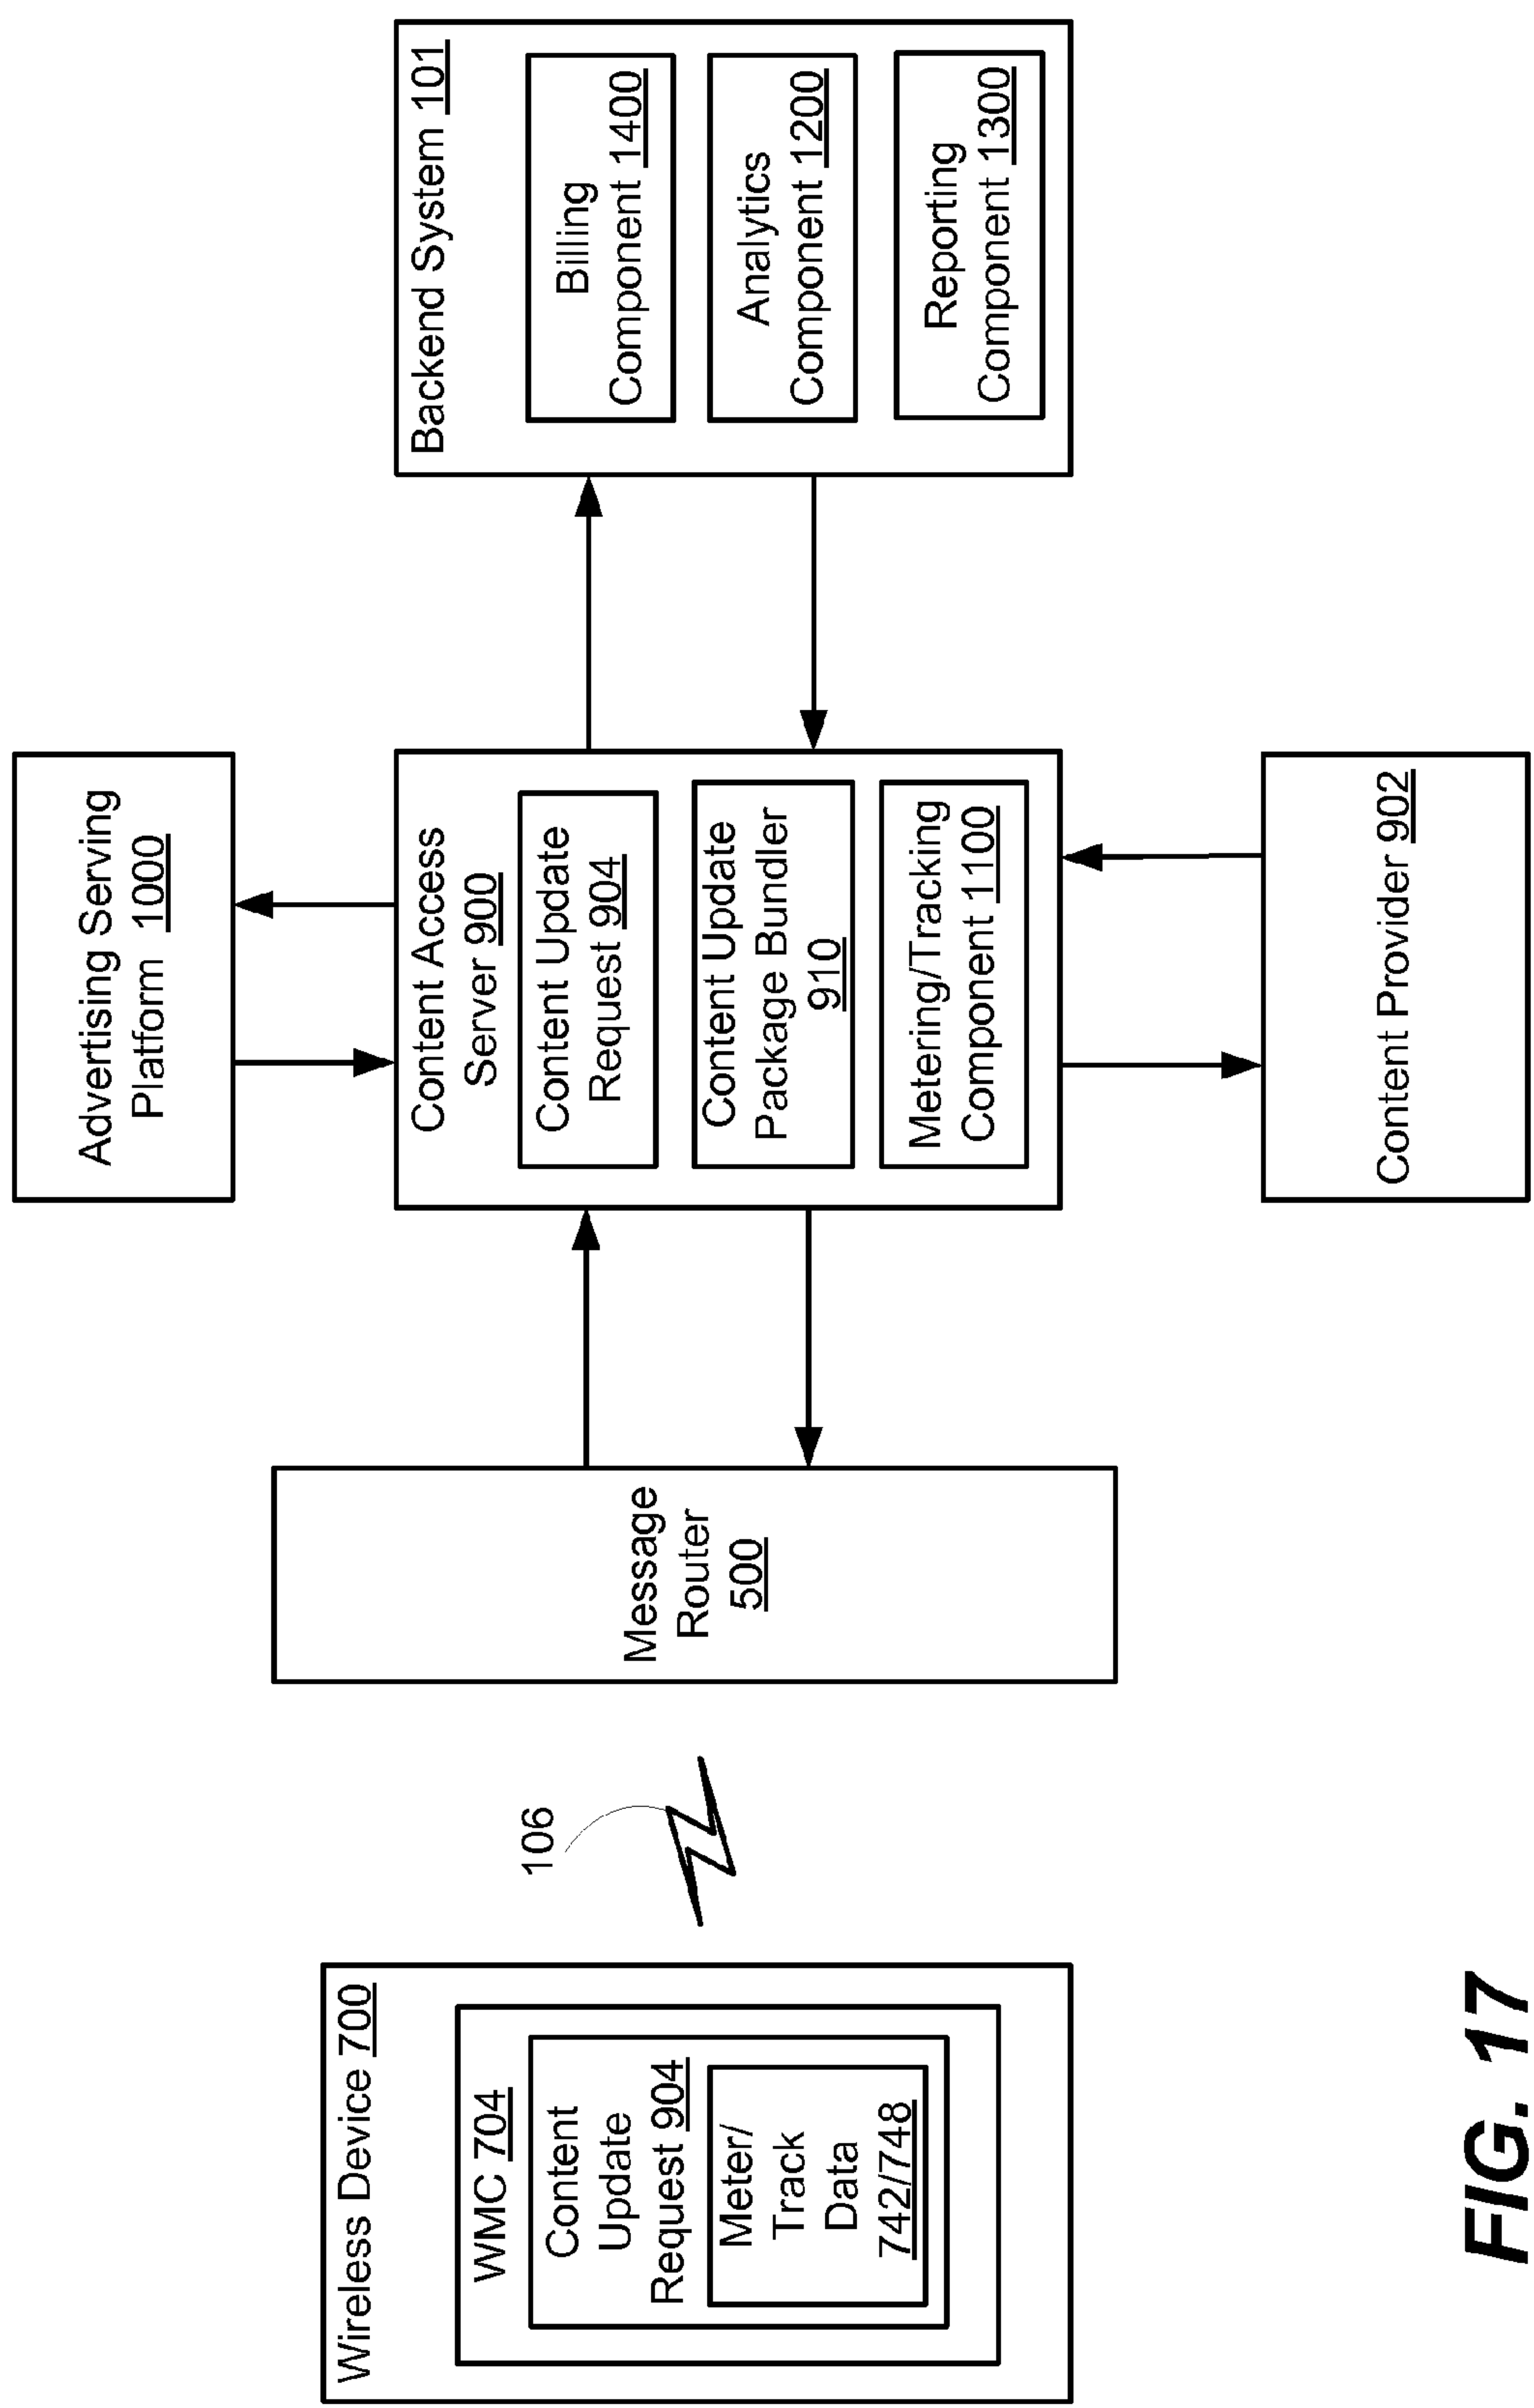 Wireless Device 700
WMC 704
Content
Update
Request 904
Meter/
Track
Data
742/748
106
Message
Router
500
Advertising Serving
Platform 1000
Content Access
Server 900
Content Update
Request 904
Content Update
Package Bundler
910
Metering/Tracking
Component 1100
Content Provider 902
Backend System 101
Billing
Component 1400
Analytics
Component 1200
Reporting
Component 1300
FIG. 17